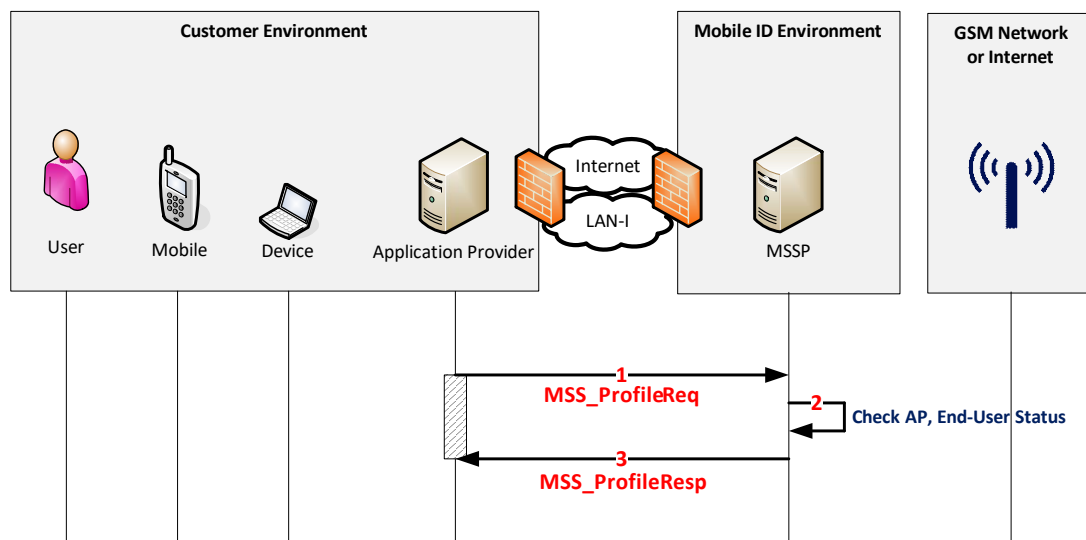 Customer Environment
Mobile ID Environment
GSM Network
or Internet
Internet
LAN-I
User
Mobile
Device
Application Provider
MSSP
1
MSS_ProfileReq
2
Check AP, End-User Status
3
MSS_ProfileResp